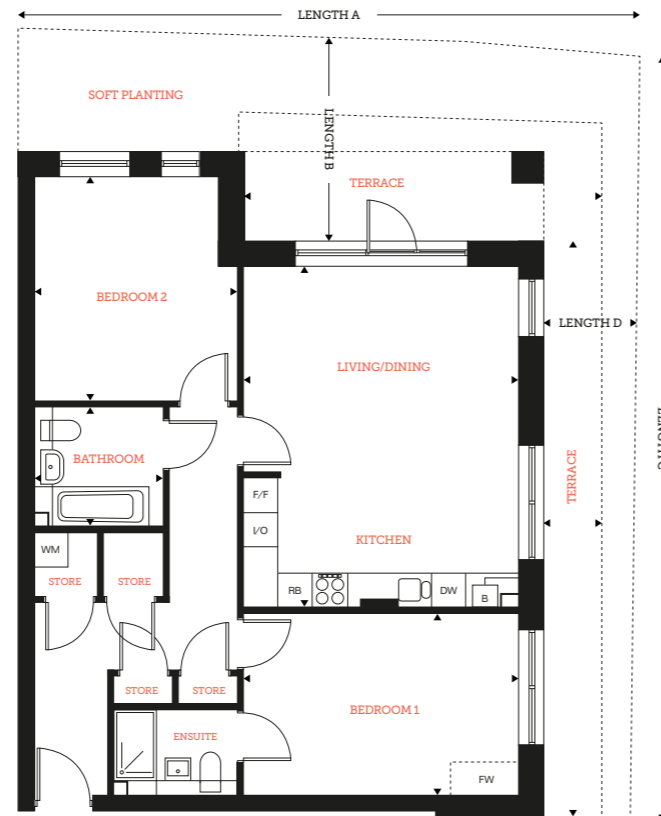 LENGTH A
SOFT PLANTING
LENGTH B
TERRACE
BEDROOM 2
LENGTH D
LIVING/DINING
BATHROOM
TERRACE
F/F
I/O
KITCHEN
WM
STORE
STORE
RB
DW
B
STORE
STORE
BEDROOM 1
ENSUITE
FW